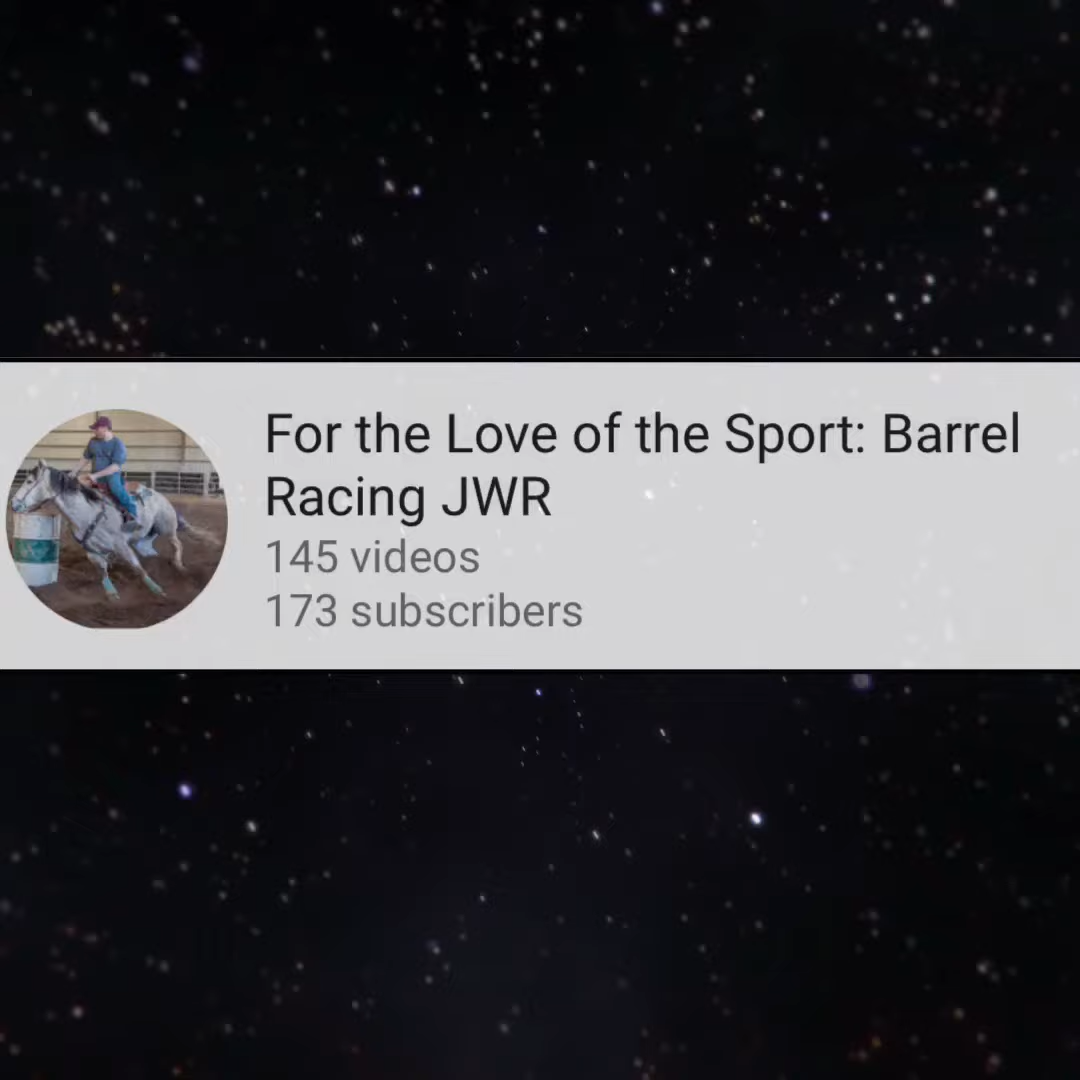 For the Love of the Sport: Barrel
Racing JWR
145 videos
173 subscribers